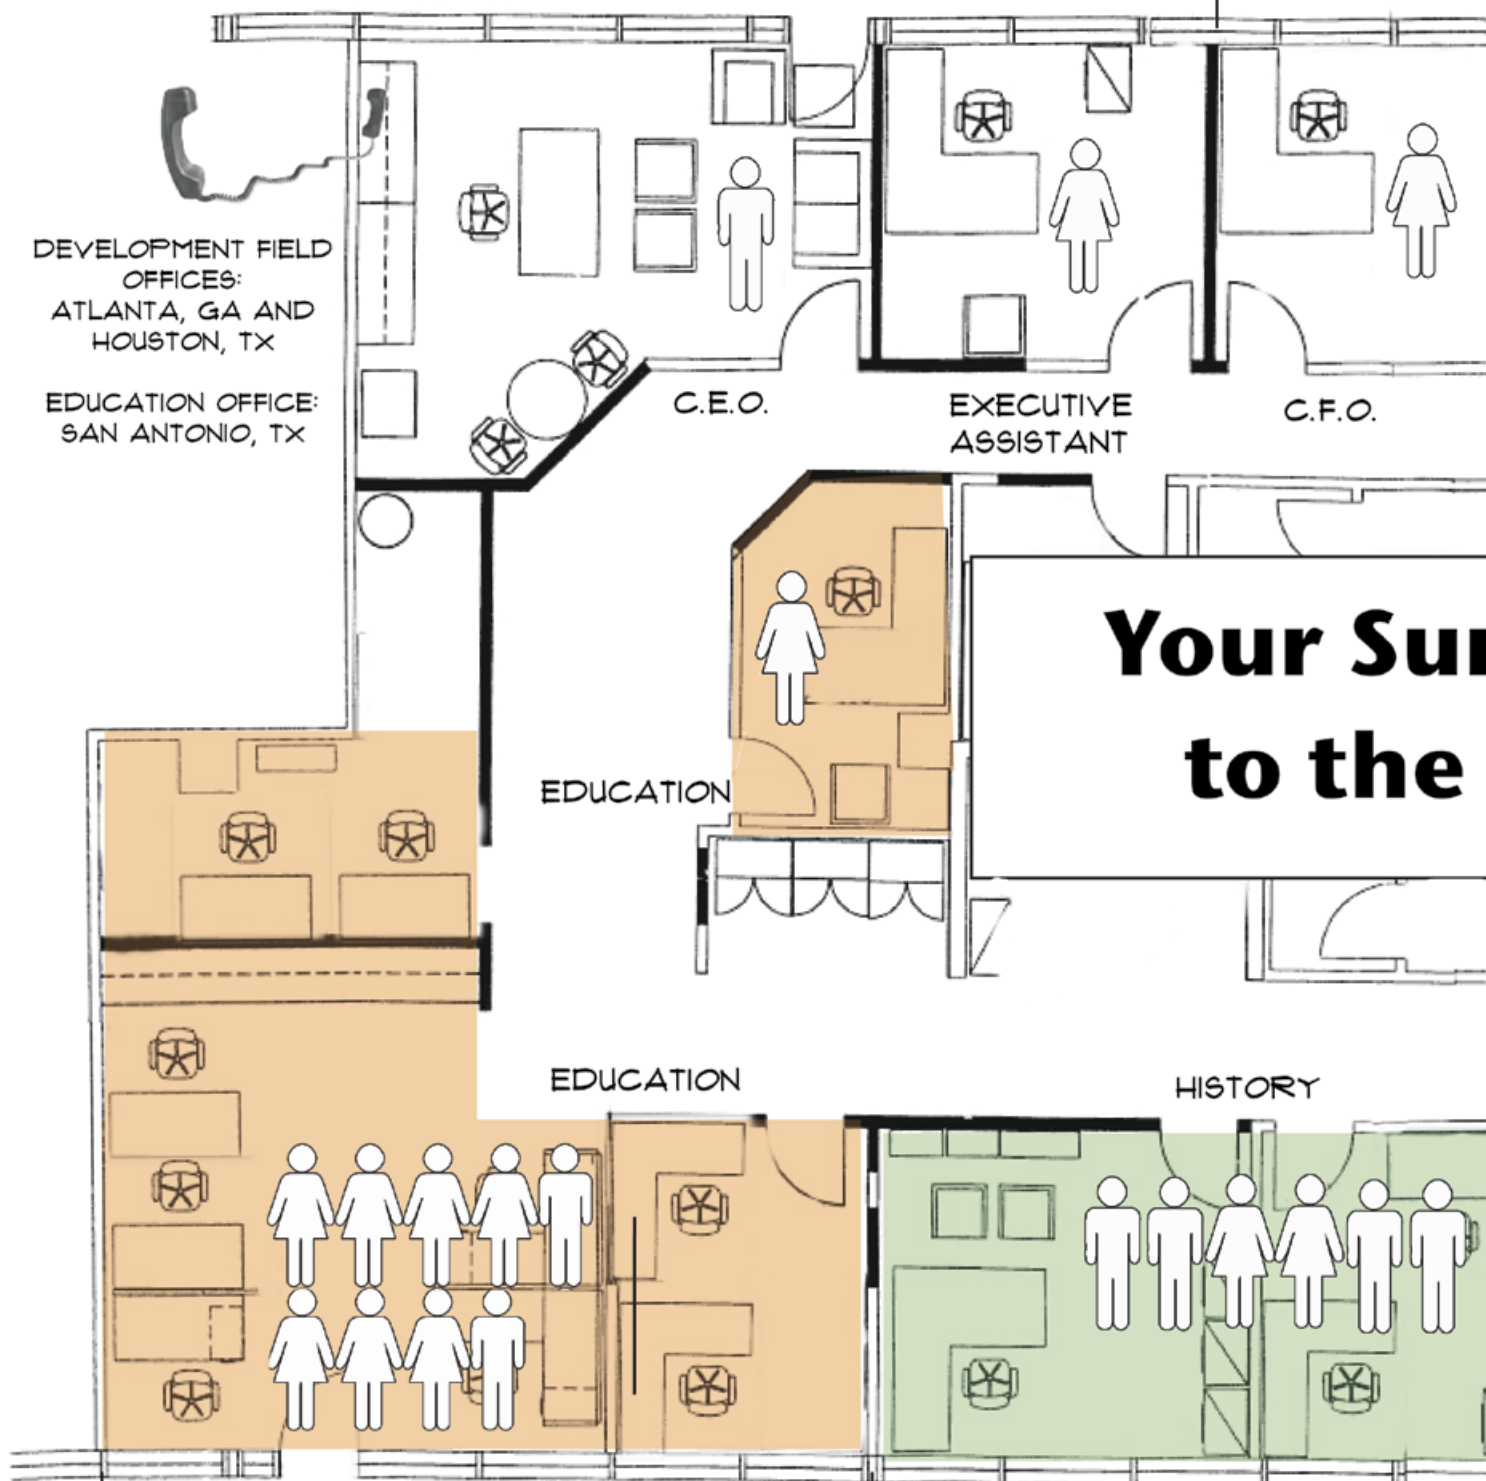 DEVELOPMENT FIELD
OFFICES:
ATLANTA, GA AND
HOUSTON, TX
EDUCATION OFFICE:
SAN ANTONIO, TX
C.E.O.
EXECUTIVE
ASSISTANT
C.F.O.
Your Sur
to the
EDUCATION
EDUCATION
HISTORY